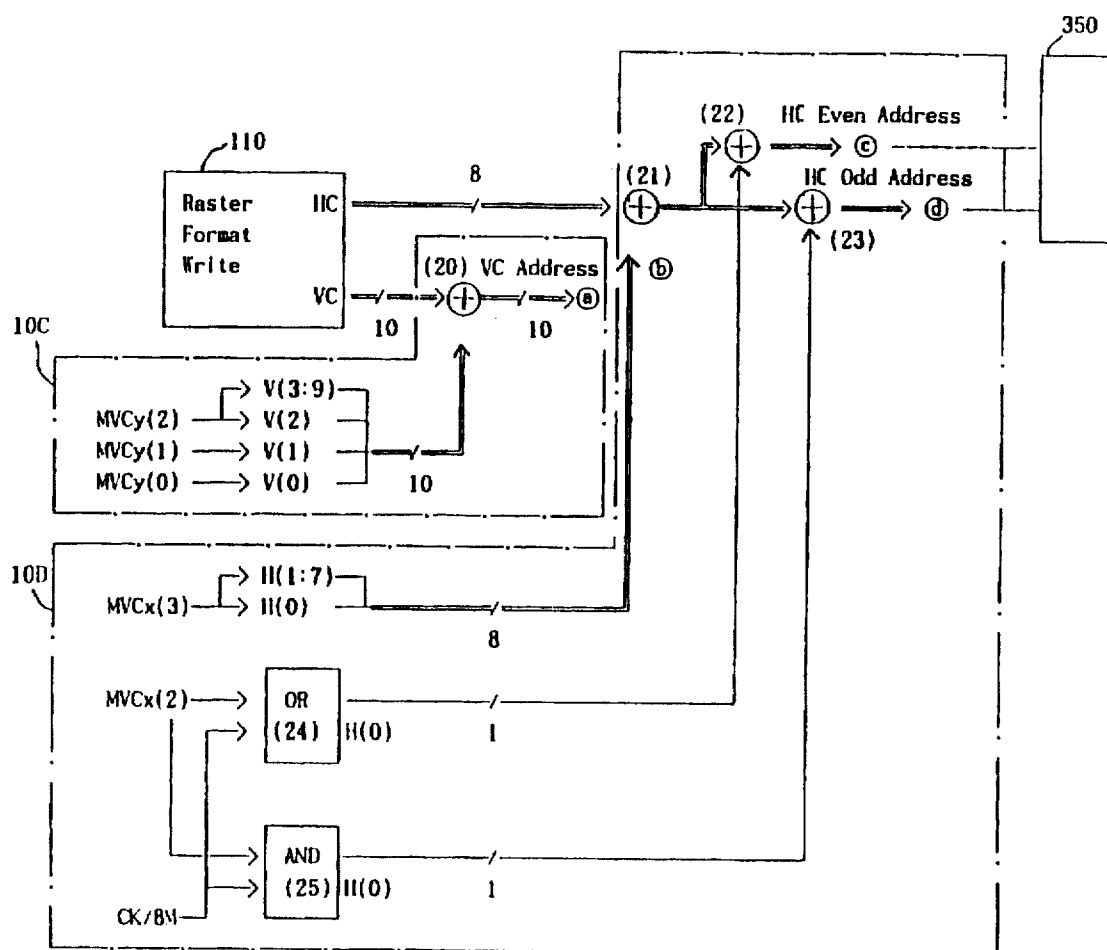 350
(22)
HC Even Address
110
ⓒ
8
(21)
HC Odd Address
Raster
HC
ⓓ
Format
(23)
Write
(20) VC Address
ⓑ
VC
ⓐ
10
10
10C
V(3:9)
MVCy(2)
V(2)
MVCy(1)
V(1)
MVCy(0)
V(0)
10
10D
H(1:7)
MVCx(3)
H(0)
8
MVCx(2)
OR
(24)
H(0)
1
AND
(25)
H(0)
1
CK/8M